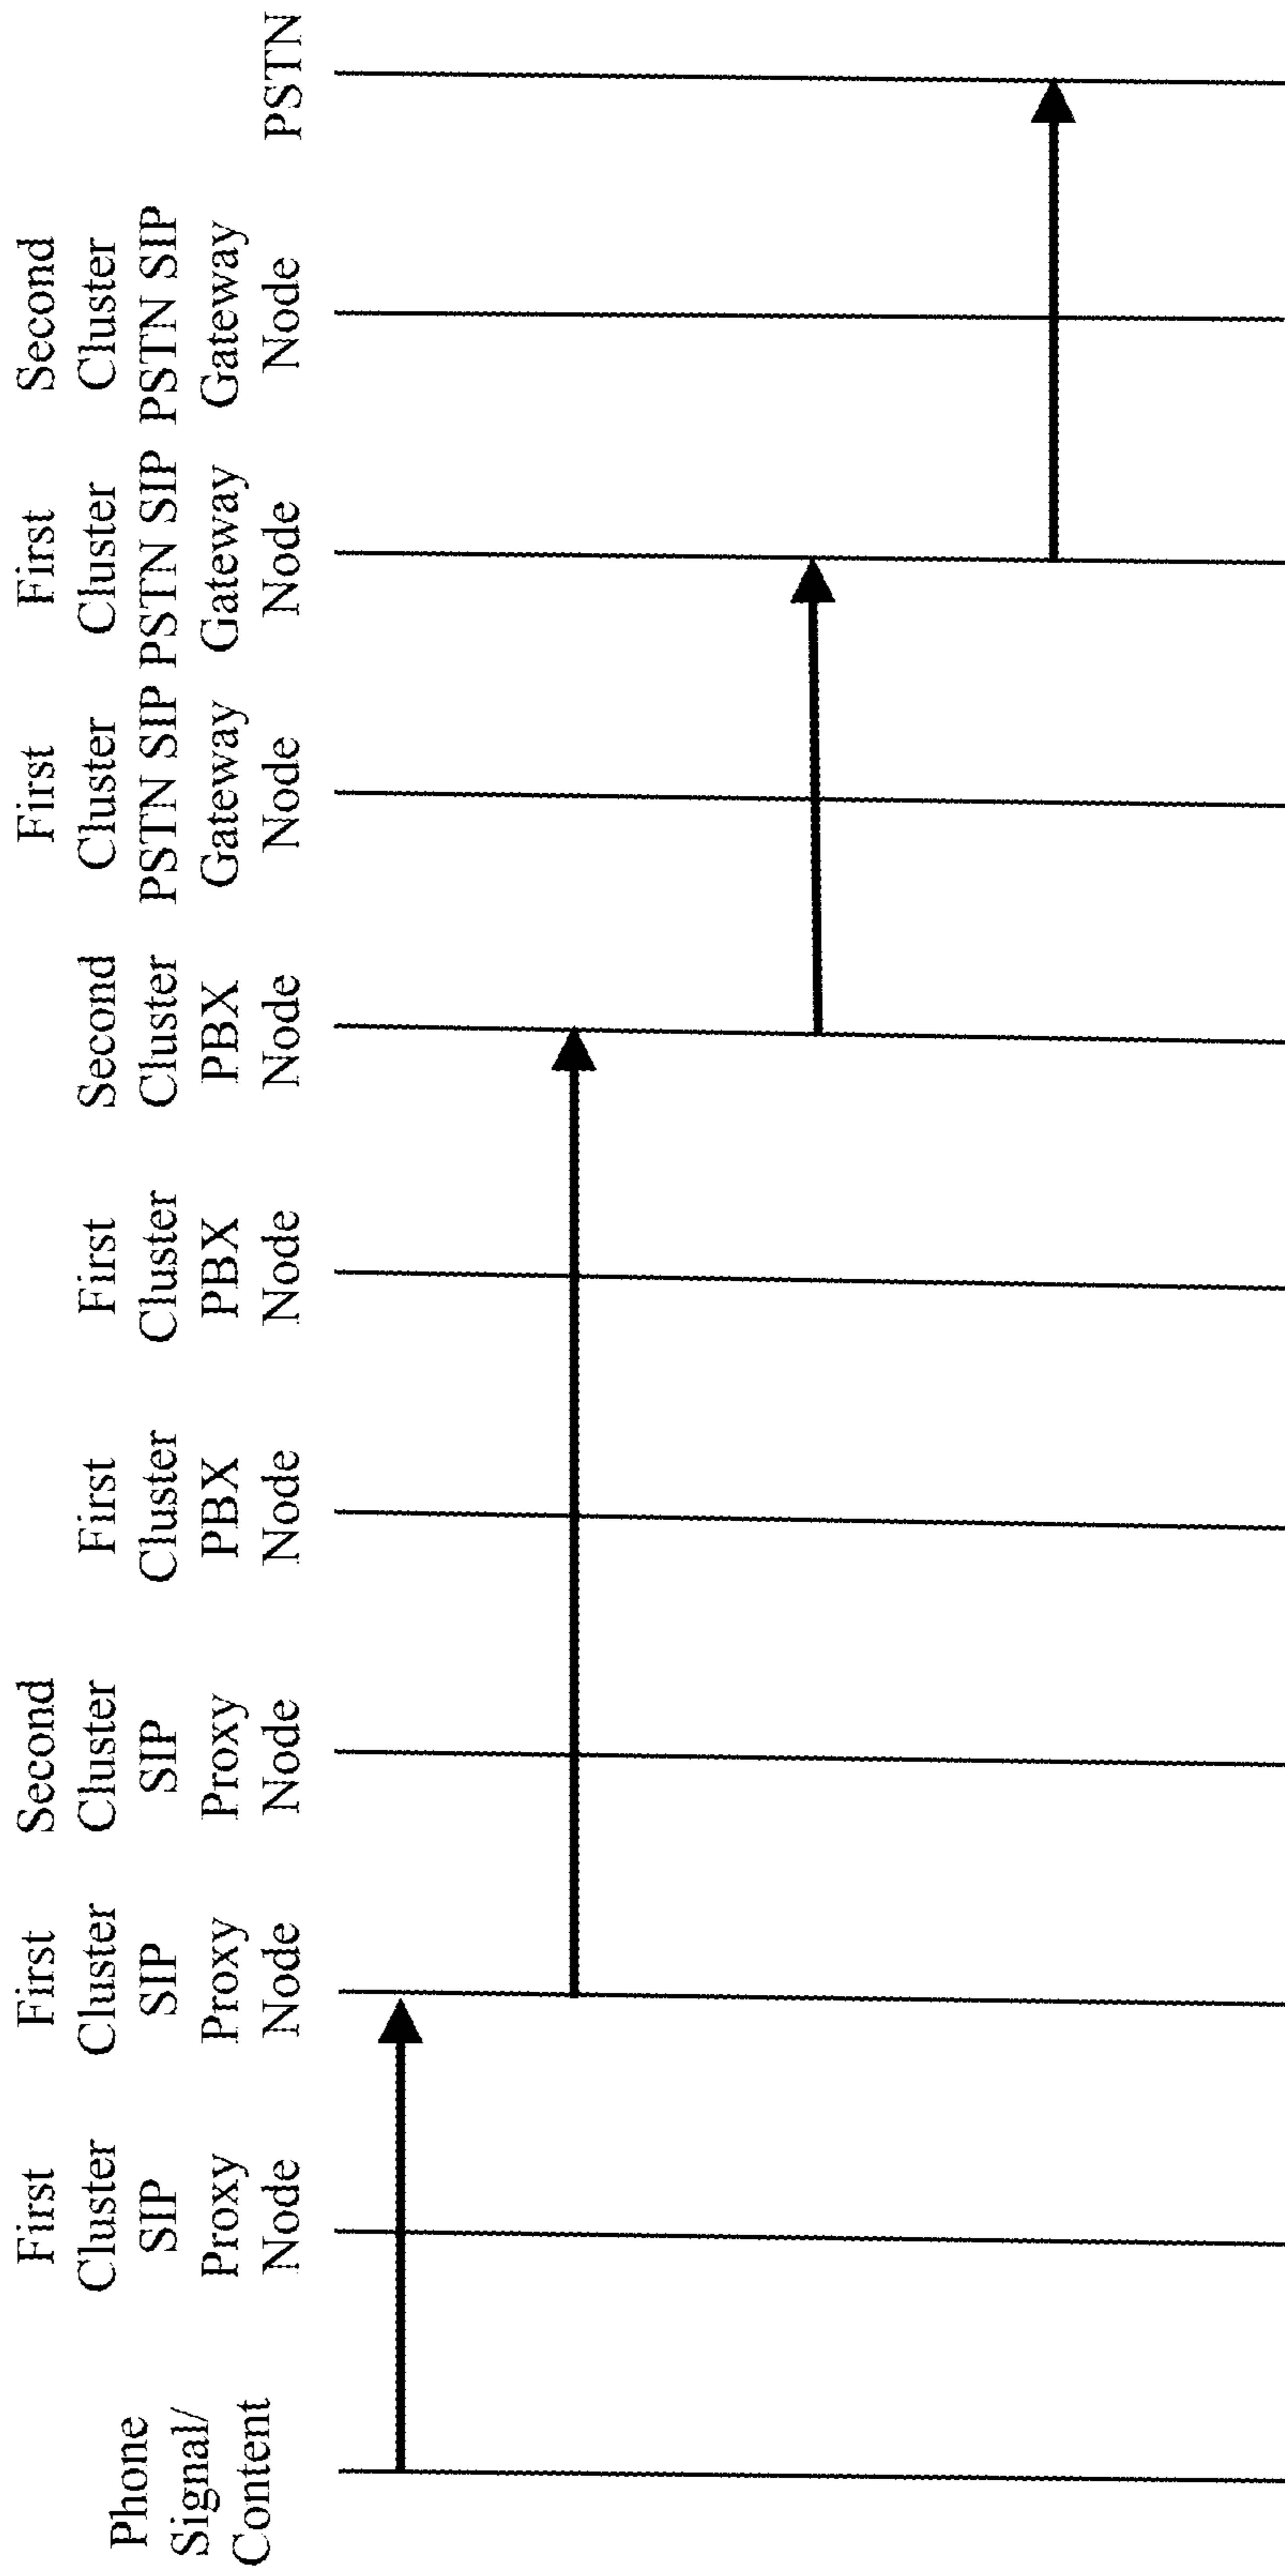 Phone
Signal/
Content
First
Cluster
SIP
Proxy
Node
First
Cluster
SIP
Proxy
Node
Second
Cluster
SIP
Proxy
Node
First
Cluster
PBX
Node
First
Cluster
PBX
Node
Second
Cluster
PBX
Node
First
Cluster
PSTN SIP
Gateway
Node
First
Cluster
PSTN SIP
Gateway
Node
Second
Cluster
PSTN SIP
Gateway
Node
PSTN